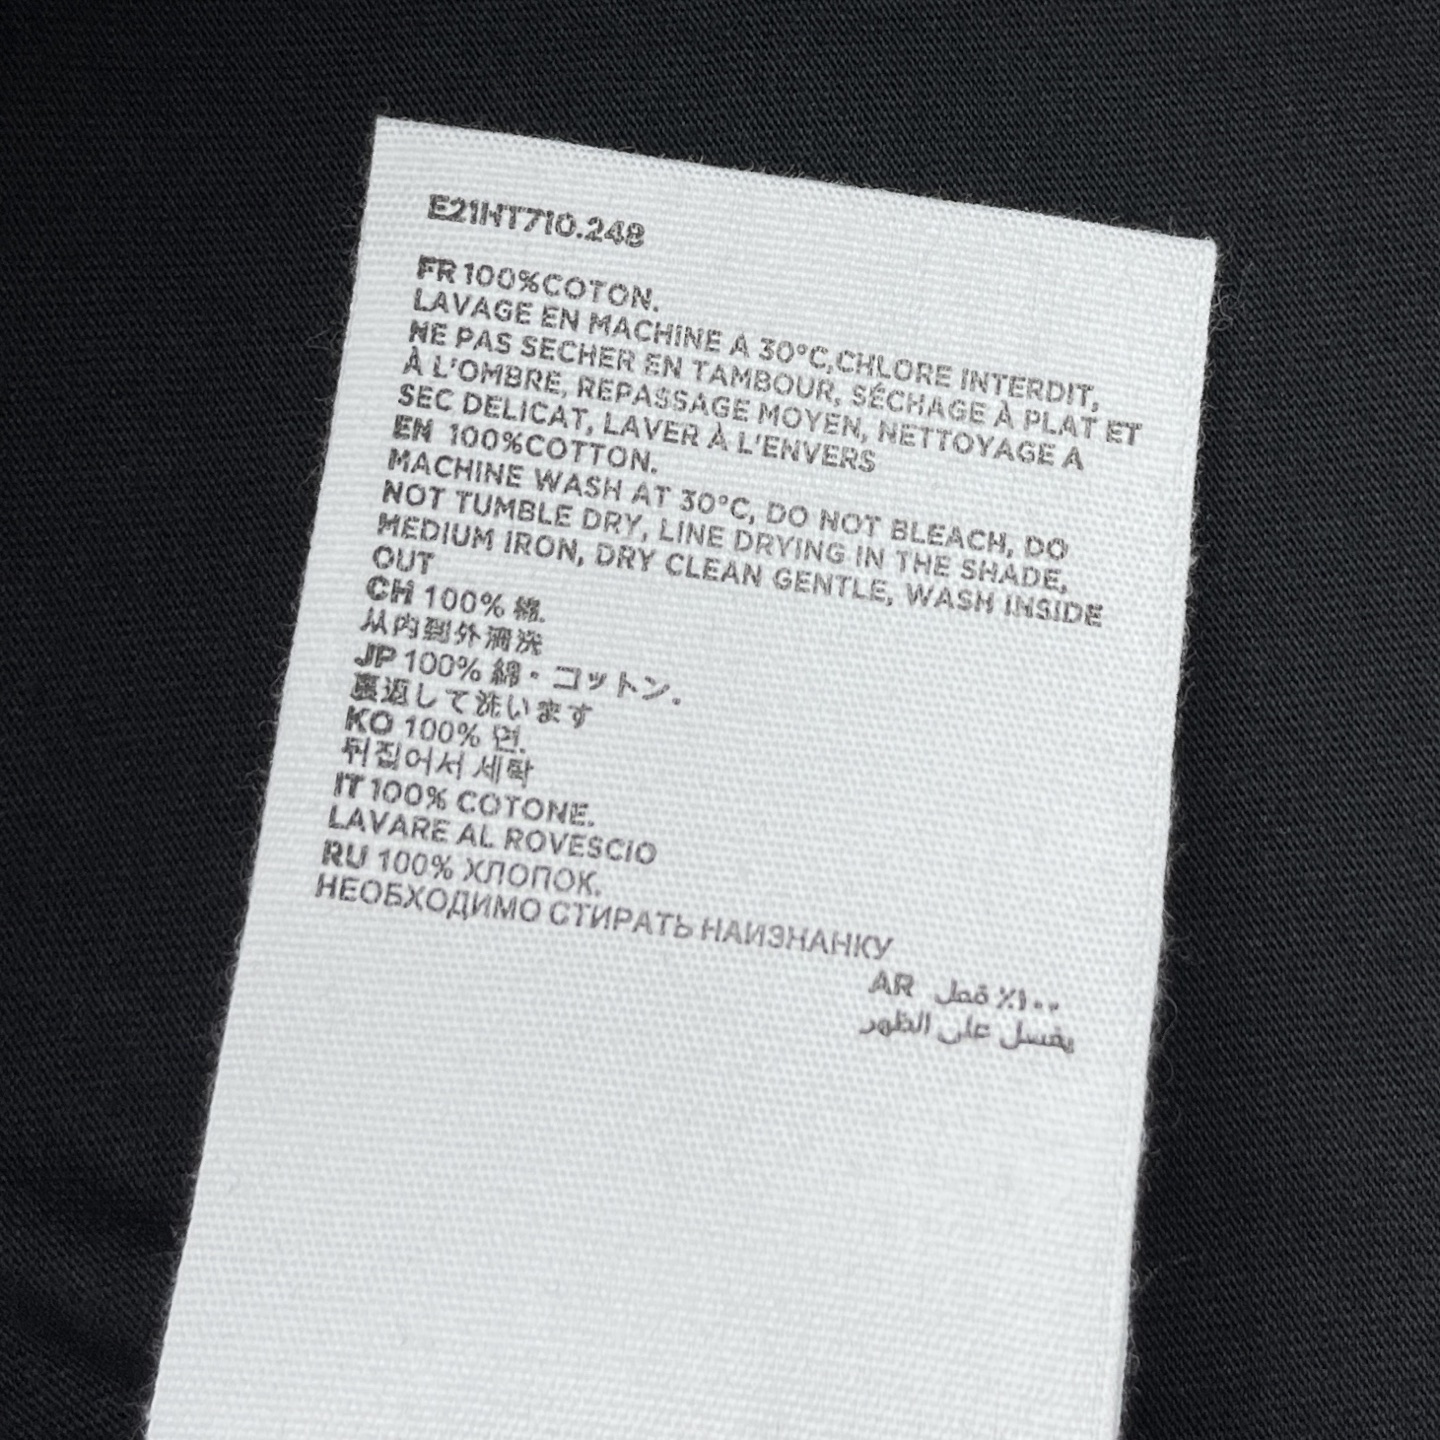 E21HT710.248
FR 100%COTON.
LAVAGE EN MACHINE A 30°C,CHLORE INTERDIT,
NE PAS SECHER EN TAMBOUR, SÉCHAGE À PLAT ET
À L'OMBRE, REPASSAGE MOYEN, NETTOYAGE A
SEC DELICAT, LAVER À L'ENVERS
EN 100%COTTON.
MACHINE WASH AT 30°C, DO NOT BLEACH, DO
NOT TUMBLE DRY, LINE DRYING IN THE SHADE,
MEDIUM IRON, DRY CLEAN GENTLE, WASH INSIDE
OUT
CH 100% 綿.
从内到外清洗
JP 100% 綿・コットン.
裏返して洗います
KO 100% 면.
뒤집어서 세탁
IT 100% COTONE.
LAVARE AL ROVESCIO
RU 100% ХЛОПОК.
НЕОБХОДИМО СТИРАТЬ НАИЗНАНКУ
AR قطن ٪١٠٠
يغسل على الظهر